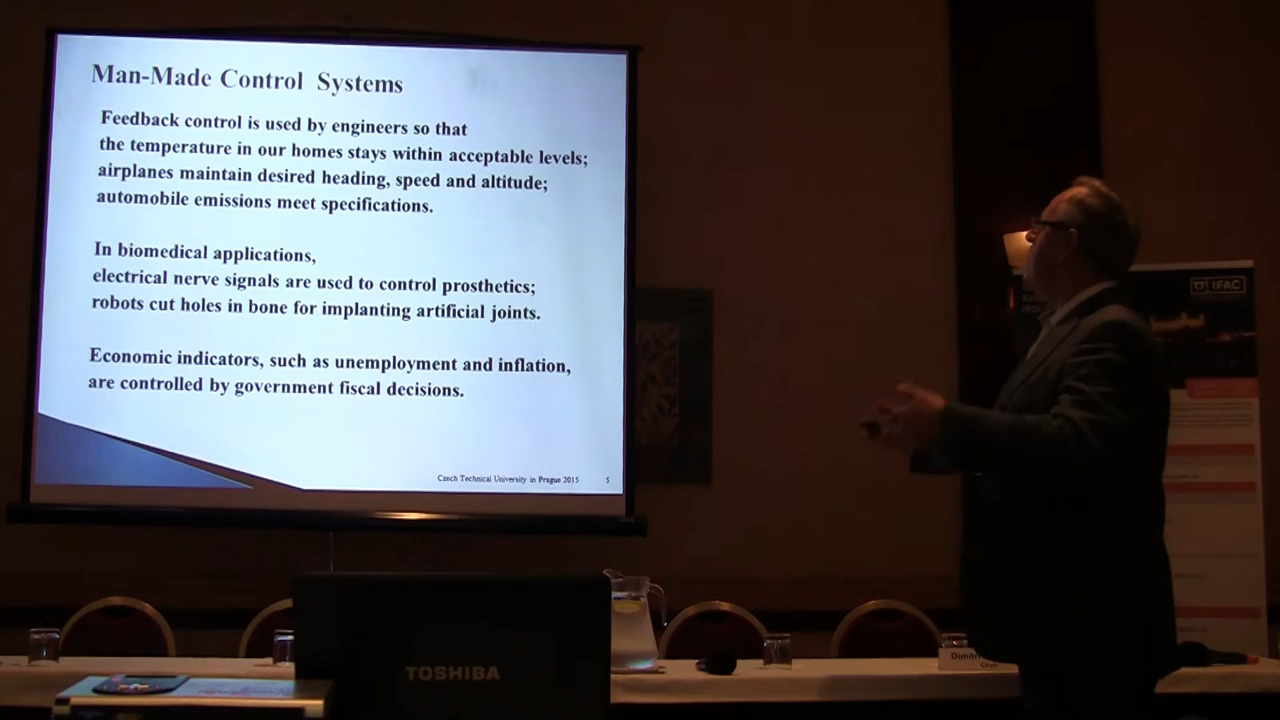 Man-Made Control Systems
Feedback control is used by engineers so that
the temperature in our homes stays within acceptable levels;
airplanes maintain desired heading, speed and altitude;
automobile emissions meet specifications.
In biomedical applications,
electrical nerve signals are used to control prosthetics;
robots cut holes in bone for implanting artificial joints.
Economic indicators, such as unemployment and inflation,
are controlled by government fiscal decisions.
Czech Technical University in Prague 2015 5
IFAC
TOSHIBA